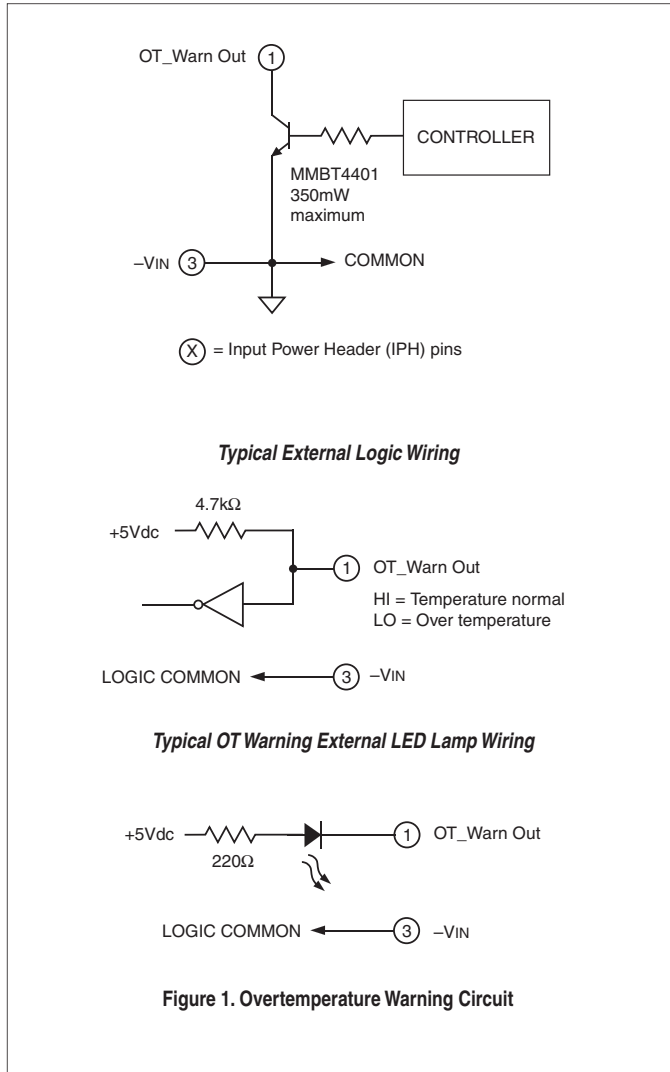 OT_Warn Out
1
CONTROLLER
MMBT4401
350mW
maximum
–VIN
3
COMMON
X = Input Power Header (IPH) pins
Typical External Logic Wiring
4.7kΩ
+5Vdc
1 OT_Warn Out
HI = Temperature normal
LO = Over temperature
LOGIC COMMON
3 –VIN
Typical OT Warning External LED Lamp Wiring
+5Vdc
1 OT_Warn Out
220Ω
LOGIC COMMON
3 –VIN
Figure 1. Overtemperature Warning Circuit